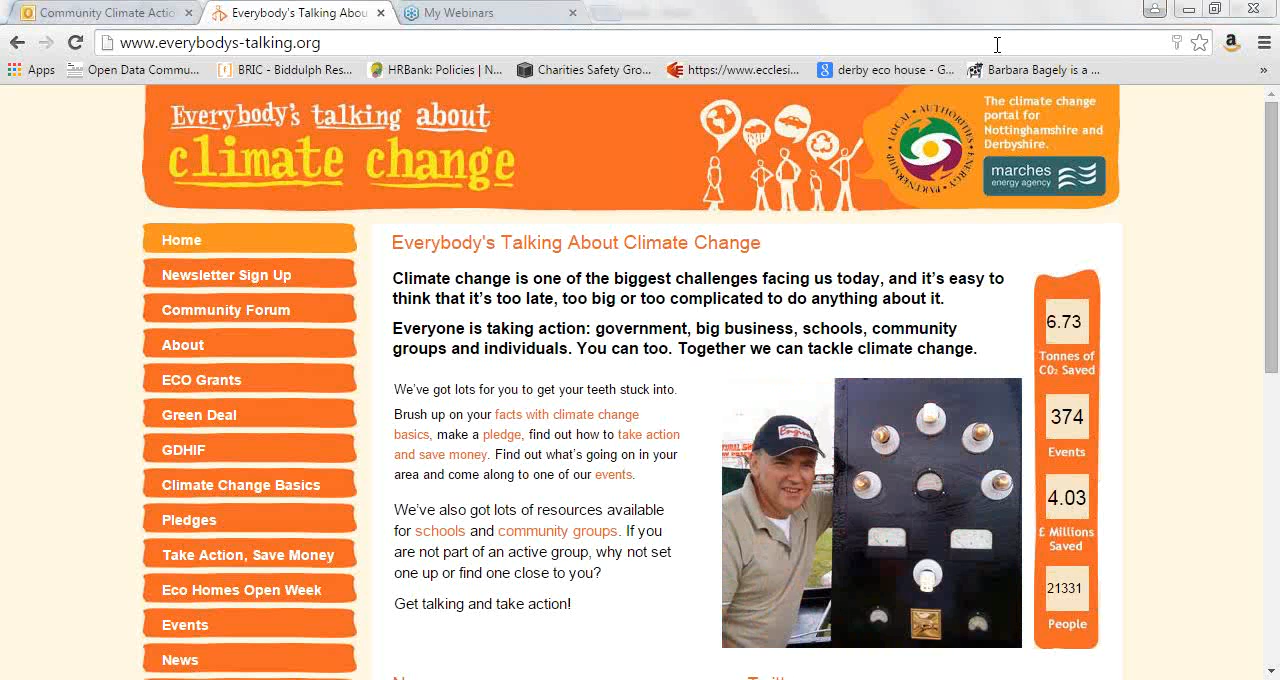 Community Climate Actio
Everybody's Talking Abou
My Webinars
www.everybodys-talking.org
Apps
Open Data Commu...
BRIC - Biddulph Res...
HRBank: Policies | N...
Charities Safety Gro...
https://www.ecclesi...
derby eco house - G...
Barbara Bagely is a ...
»
Everybody's talking about
climate change
LOCAL AUTHORITIES ENERGY PARTNERSHIP
The climate change
portal for
Nottinghamshire and
Derbyshire.
marches
energy agency
Home
Newsletter Sign Up
Community Forum
About
ECO Grants
Green Deal
GDHIF
Climate Change Basics
Pledges
Take Action, Save Money
Eco Homes Open Week
Events
News
Everybody's Talking About Climate Change
Climate change is one of the biggest challenges facing us today, and it's easy to
think that it's too late, too big or too complicated to do anything about it.
Everyone is taking action: government, big business, schools, community
groups and individuals. You can too. Together we can tackle climate change.
We've got lots for you to get your teeth stuck into.
Brush up on your facts with climate change
basics, make a pledge, find out how to take action
and save money. Find out what's going on in your
area and come along to one of our events.
We've also got lots of resources available
for schools and community groups. If you
are not part of an active group, why not set
one up or find one close to you?
Get talking and take action!
6.73
Tonnes of
CO₂ Saved
374
Events
4.03
£ Millions
Saved
21331
People